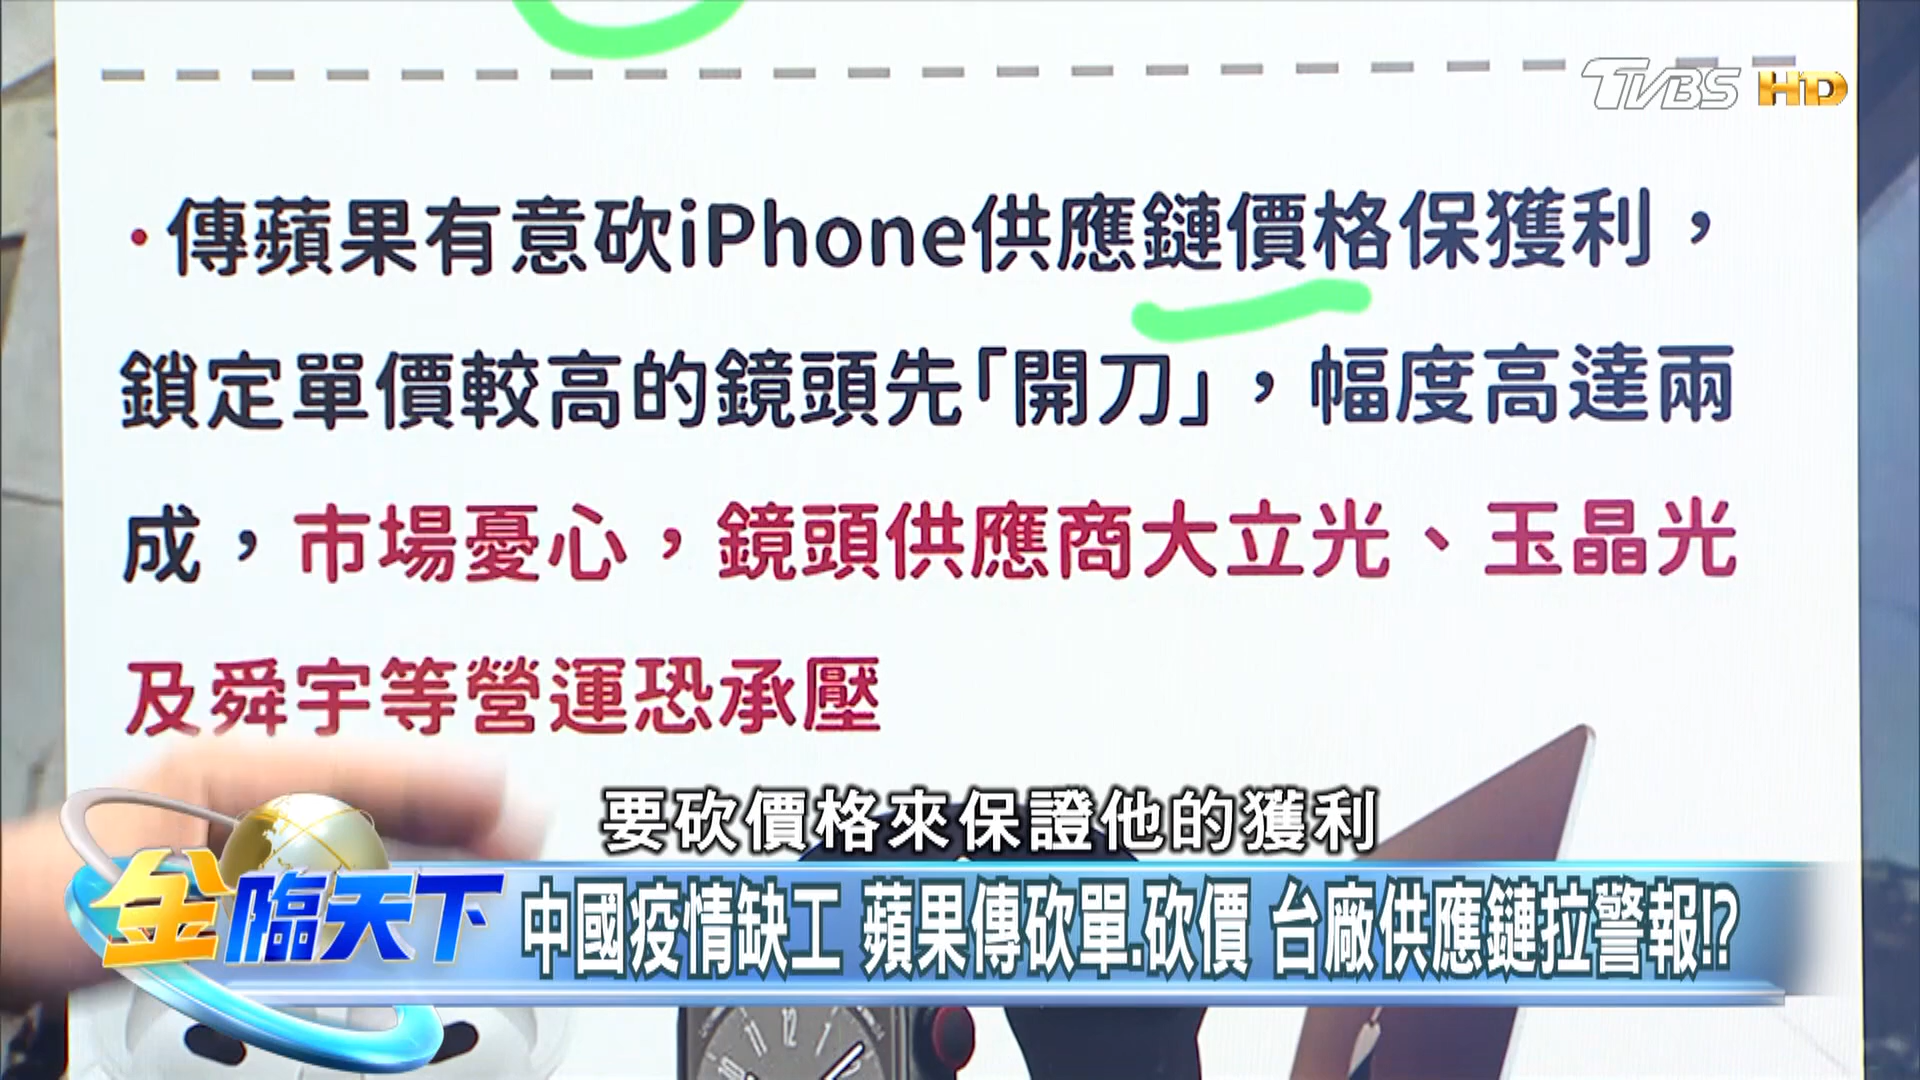 TVBS HD
・傳蘋果有意砍iPhone供應鏈價格保獲利，
鎖定單價較高的鏡頭先「開刀」，幅度高達兩
成，市場憂心，鏡頭供應商大立光、玉晶光
及舜宇等營運恐承壓
要砍價格來保證他的獲利
金臨天下
中國疫情缺工 蘋果傳砍單.砍價 台廠供應鏈拉警報!?
10 11 12 1